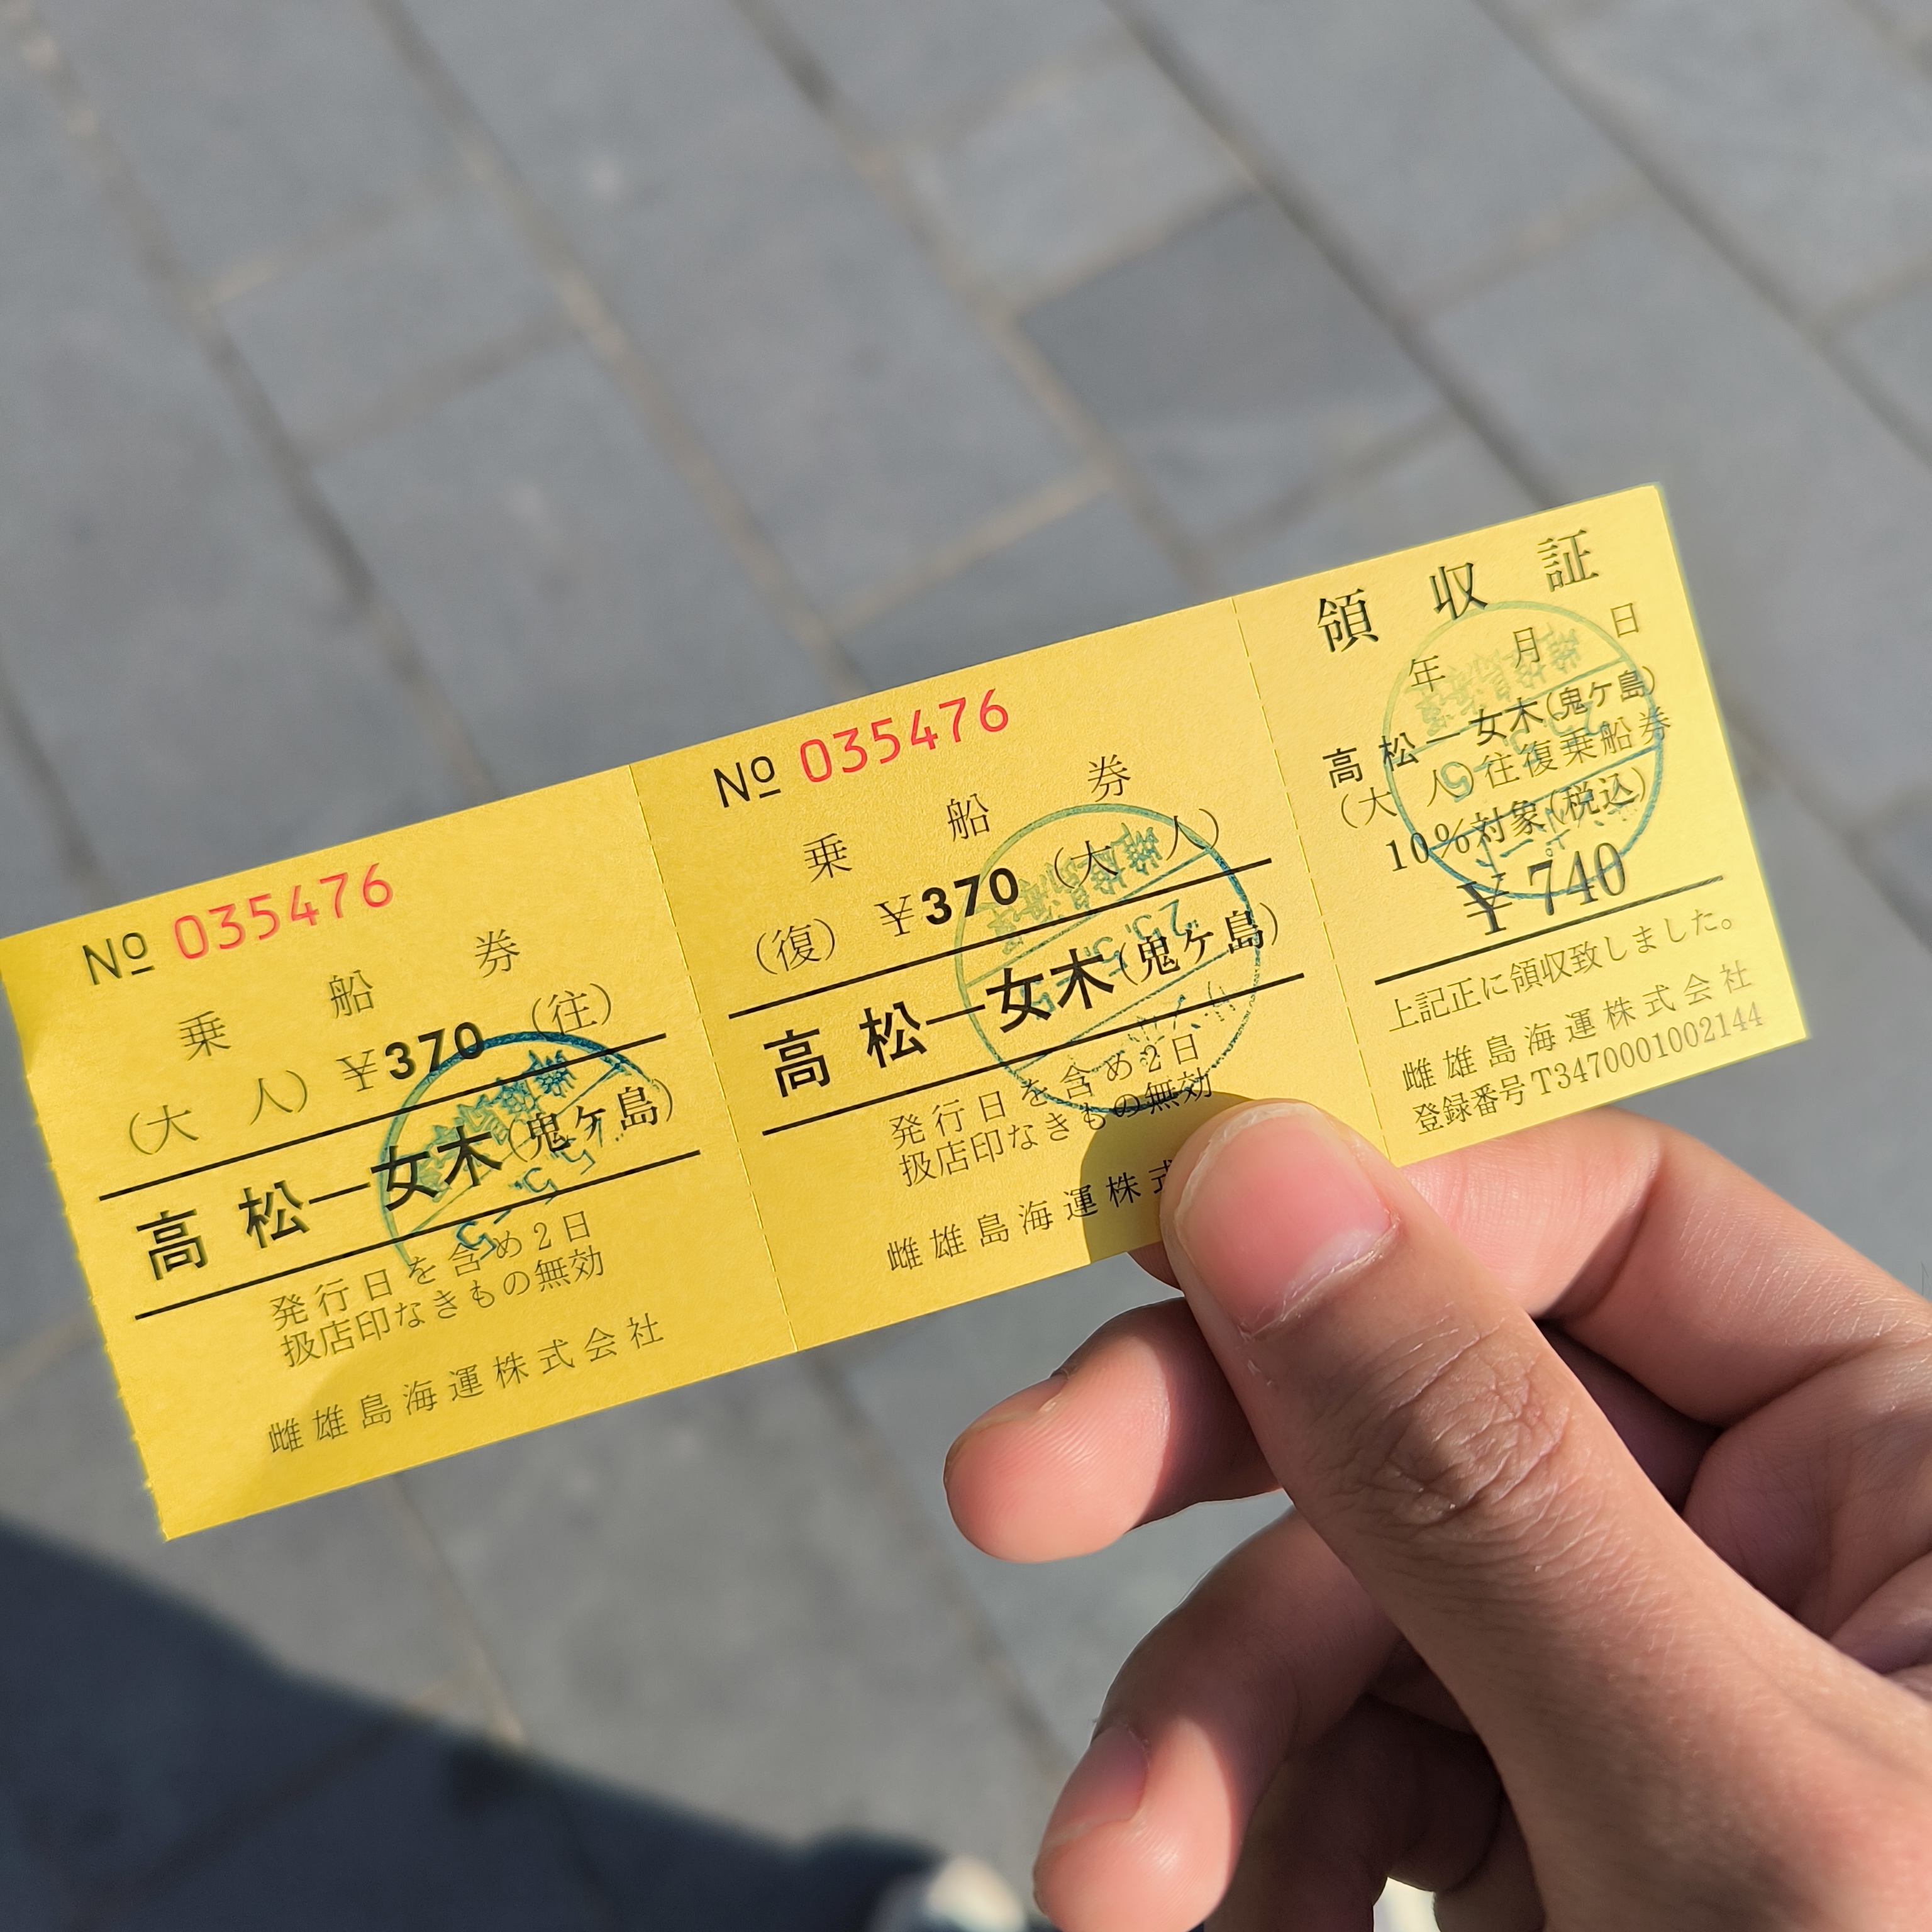 № 035476
乗船券
(大人) ¥370 (往)
高松―女木(鬼ケ島)
発行日を含め2日
扱店印なきもの無効
雌雄島海運株式会社
№ 035476
乗船券
(復) ¥370 (大人)
高松―女木(鬼ケ島)
発行日を含め2日
扱店印なきもの無効
雌雄島海運株式
領収証
年月日
高松―女木(鬼ケ島)
(大人)往復乗船券
10%対象(税込)
¥740
上記正に領収致しました。
雌雄島海運株式会社
登録番号T3470001002144